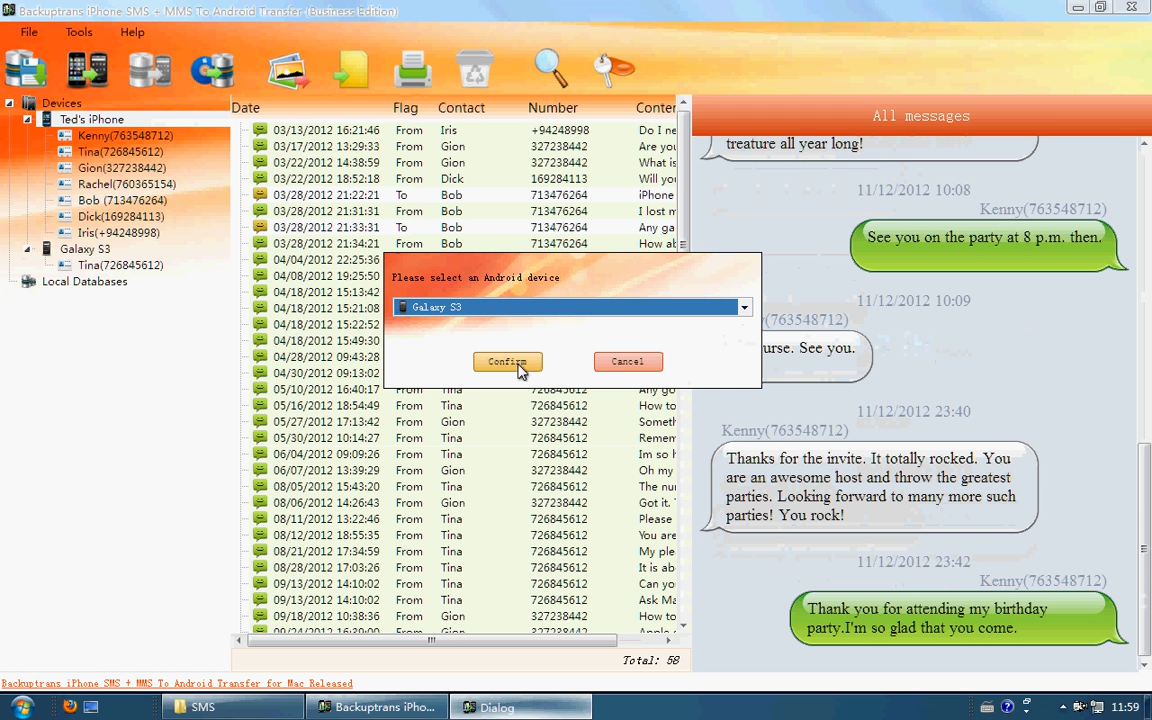 Backuptrans iPhone SMS + MMS To Android Transfer (Business Edition)
File Tools Help
Devices
Ted's iPhone
Kenny(763548712)
Tina(726845612)
Gion(327238442)
Rachel(760365154)
Bob (713476264)
Dick(169284113)
Iris(+94248998)
Galaxy S3
Tina(726845612)
Local Databases
Date Flag Contact Number Conter
03/13/2012 16:21:46 From Iris +94248998 Do I ne
03/17/2012 13:29:33 From Gion 327238442 Are you
03/22/2012 14:38:59 From Gion 327238442 What is
03/22/2012 18:52:18 From Dick 169284113 Will you
03/28/2012 21:22:21 To Bob 713476264 iPhone
03/28/2012 21:31:31 From Bob 713476264 I lost m
03/28/2012 21:33:31 To Bob 713476264 Any ga
03/28/2012 21:34:21 From Bob 713476264 How ab
04/04/2012 22:25:36
04/08/2012 19:25:50
04/18/2012 15:13:42
04/18/2012 15:21:08
04/18/2012 15:22:52
04/18/2012 15:49:30
04/28/2012 09:43:28
04/30/2012 09:13:02
05/10/2012 16:40:17 From Tina 726845612 Any go
05/16/2012 18:54:49 From Tina 726845612 How to
05/27/2012 17:13:42 From Gion 327238442 Someth
05/30/2012 10:14:27 From Tina 726845612 Remem
06/04/2012 09:09:26 From Tina 726845612 Im so h
06/07/2012 13:39:29 From Gion 327238442 Oh my
08/05/2012 15:43:20 From Tina 726845612 The nu
08/06/2012 14:26:43 From Gion 327238442 Got it.
08/11/2012 13:22:46 From Tina 726845612 Please
08/12/2012 18:55:35 From Tina 726845612 You are
08/21/2012 17:34:59 From Tina 726845612 My ple
08/28/2012 17:03:26 From Tina 726845612 It is ab
09/13/2012 14:10:02 From Tina 726845612 Can yo
09/13/2012 14:10:02 From Tina 726845612 Ask Ma
09/18/2012 10:38:36 From Gion 327238442 How to
09/24/2012 16:39:00 From Gion 327238442 Apple
Total: 58
Please select an Android device
Galaxy S3
Confirm Cancel
All messages
treature all year long!
11/12/2012 10:08
Kenny(763548712)
See you on the party at 8 p.m. then.
11/12/2012 10:09
y(763548712)
urse. See you.
11/12/2012 23:40
Kenny(763548712)
Thanks for the invite. It totally rocked. You
are an awesome host and throw the greatest
parties. Looking forward to many more such
parties! You rock!
11/12/2012 23:42
Kenny(763548712)
Thank you for attending my birthday
party.I'm so glad that you come.
Backuptrans iPhone SMS + MMS To Android Transfer for Mac Released
SMS
Backuptrans iPho...
Dialog
11:59